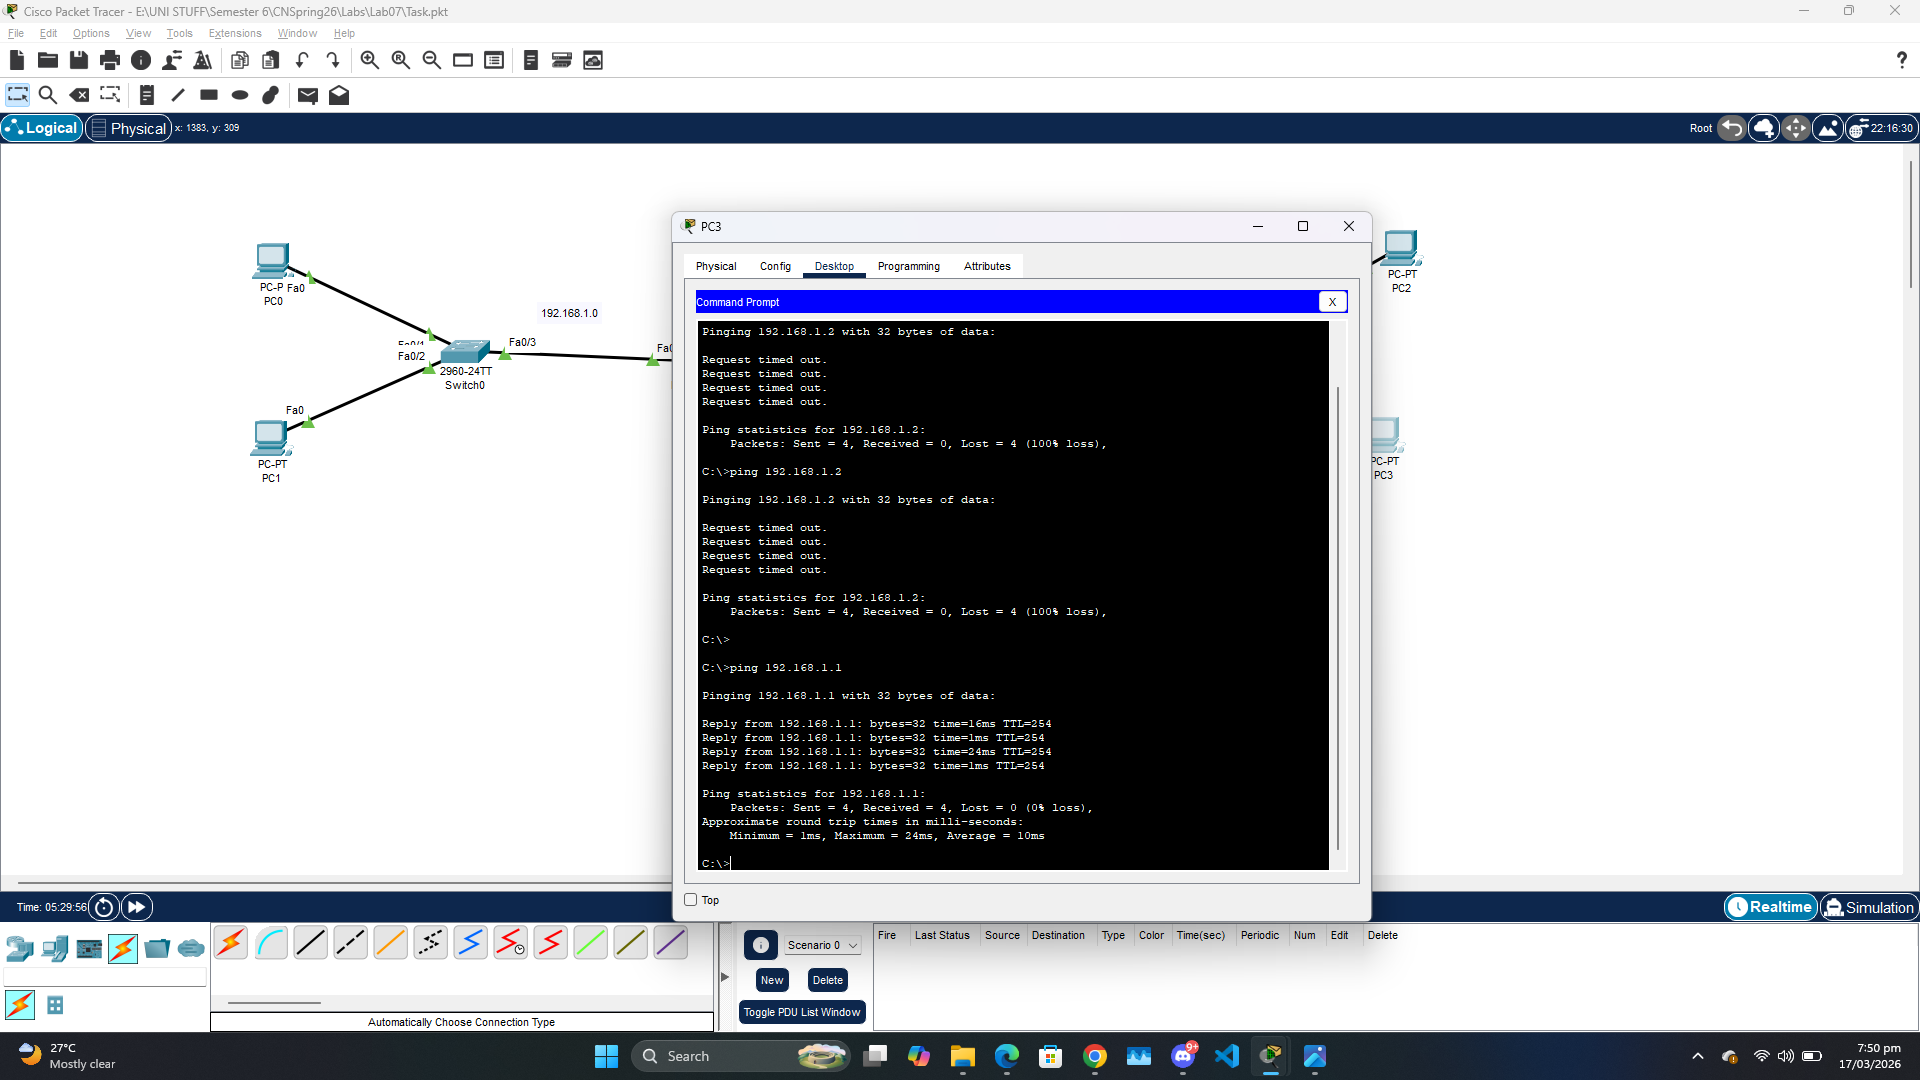 Cisco Packet Tracer - E:\UNI STUFF\Semester 6\CNSpring26\Labs\Lab07\Task.pkt
File Edit Options View Tools Extensions Window Help
Logical Physical x: 1383, y: 309
Root 22:16:30
PC-P Fa0
PC0
Fa0/2
2960-24TT
Switch0
Fa0/3
192.168.1.0
Fa0
PC-PT
PC1
PC-PT
PC2
PC-PT
PC3
PC3
Physical Config Desktop Programming Attributes
Command Prompt X
Pinging 192.168.1.2 with 32 bytes of data:
Request timed out.
Request timed out.
Request timed out.
Request timed out.
Ping statistics for 192.168.1.2:
Packets: Sent = 4, Received = 0, Lost = 4 (100% loss),
C:\>ping 192.168.1.2
Pinging 192.168.1.2 with 32 bytes of data:
Request timed out.
Request timed out.
Request timed out.
Request timed out.
Ping statistics for 192.168.1.2:
Packets: Sent = 4, Received = 0, Lost = 4 (100% loss),
C:\>
C:\>ping 192.168.1.1
Pinging 192.168.1.1 with 32 bytes of data:
Reply from 192.168.1.1: bytes=32 time=16ms TTL=254
Reply from 192.168.1.1: bytes=32 time=1ms TTL=254
Reply from 192.168.1.1: bytes=32 time=24ms TTL=254
Reply from 192.168.1.1: bytes=32 time=1ms TTL=254
Ping statistics for 192.168.1.1:
Packets: Sent = 4, Received = 4, Lost = 0 (0% loss),
Approximate round trip times in milli-seconds:
Minimum = 1ms, Maximum = 24ms, Average = 10ms
C:\>
Top
Time: 05:29:56
Realtime Simulation
Automatically Choose Connection Type
Scenario 0
New Delete
Toggle PDU List Window
Fire Last Status Source Destination Type Color Time(sec) Periodic Num Edit Delete
27°C
Mostly clear
Search
9+
7:50 pm
17/03/2026